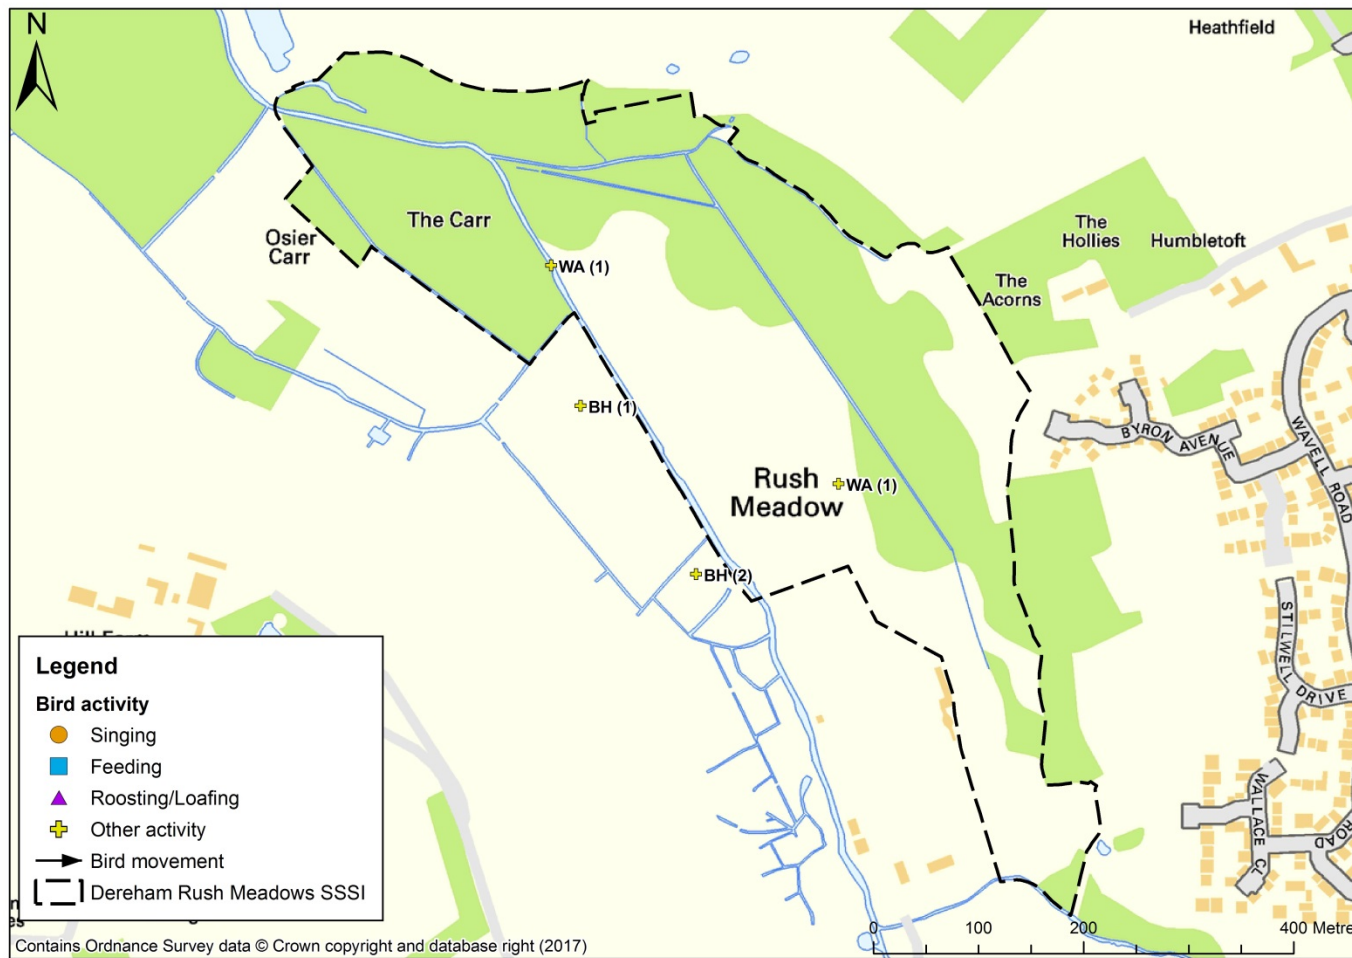 N
Heathfield
The
Hollies
Humbletoft
The Carr
Osier
Carr
WA (1)
The
Acorns
BH (1)
BYRON AVENUE
WAVELL ROAD
Rush
Meadow
WA (1)
BH (2)
STILWELL DRIVE
WALLACE CL
ROAD
Legend
Bird activity
Singing
Feeding
Roosting/Loafing
Other activity
Bird movement
Dereham Rush Meadows SSSI
0 100 200 400 Metre
Contains Ordnance Survey data © Crown copyright and database right (2017)